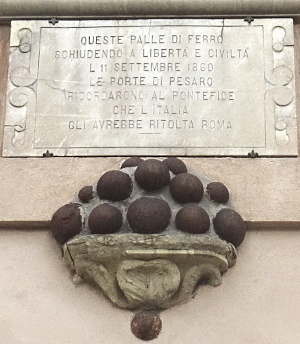 QUESTE PALLE DI FERRO
SCHIUDENDO A LIBERTÀ E CIVILTÀ
L 11 SETTEMBRE 1860
LE PORTE DI PESARO
RICORDARONO AL PONTEFICE
CHE L'ITALIA
GLI AVREBBE RITOLTA ROMA